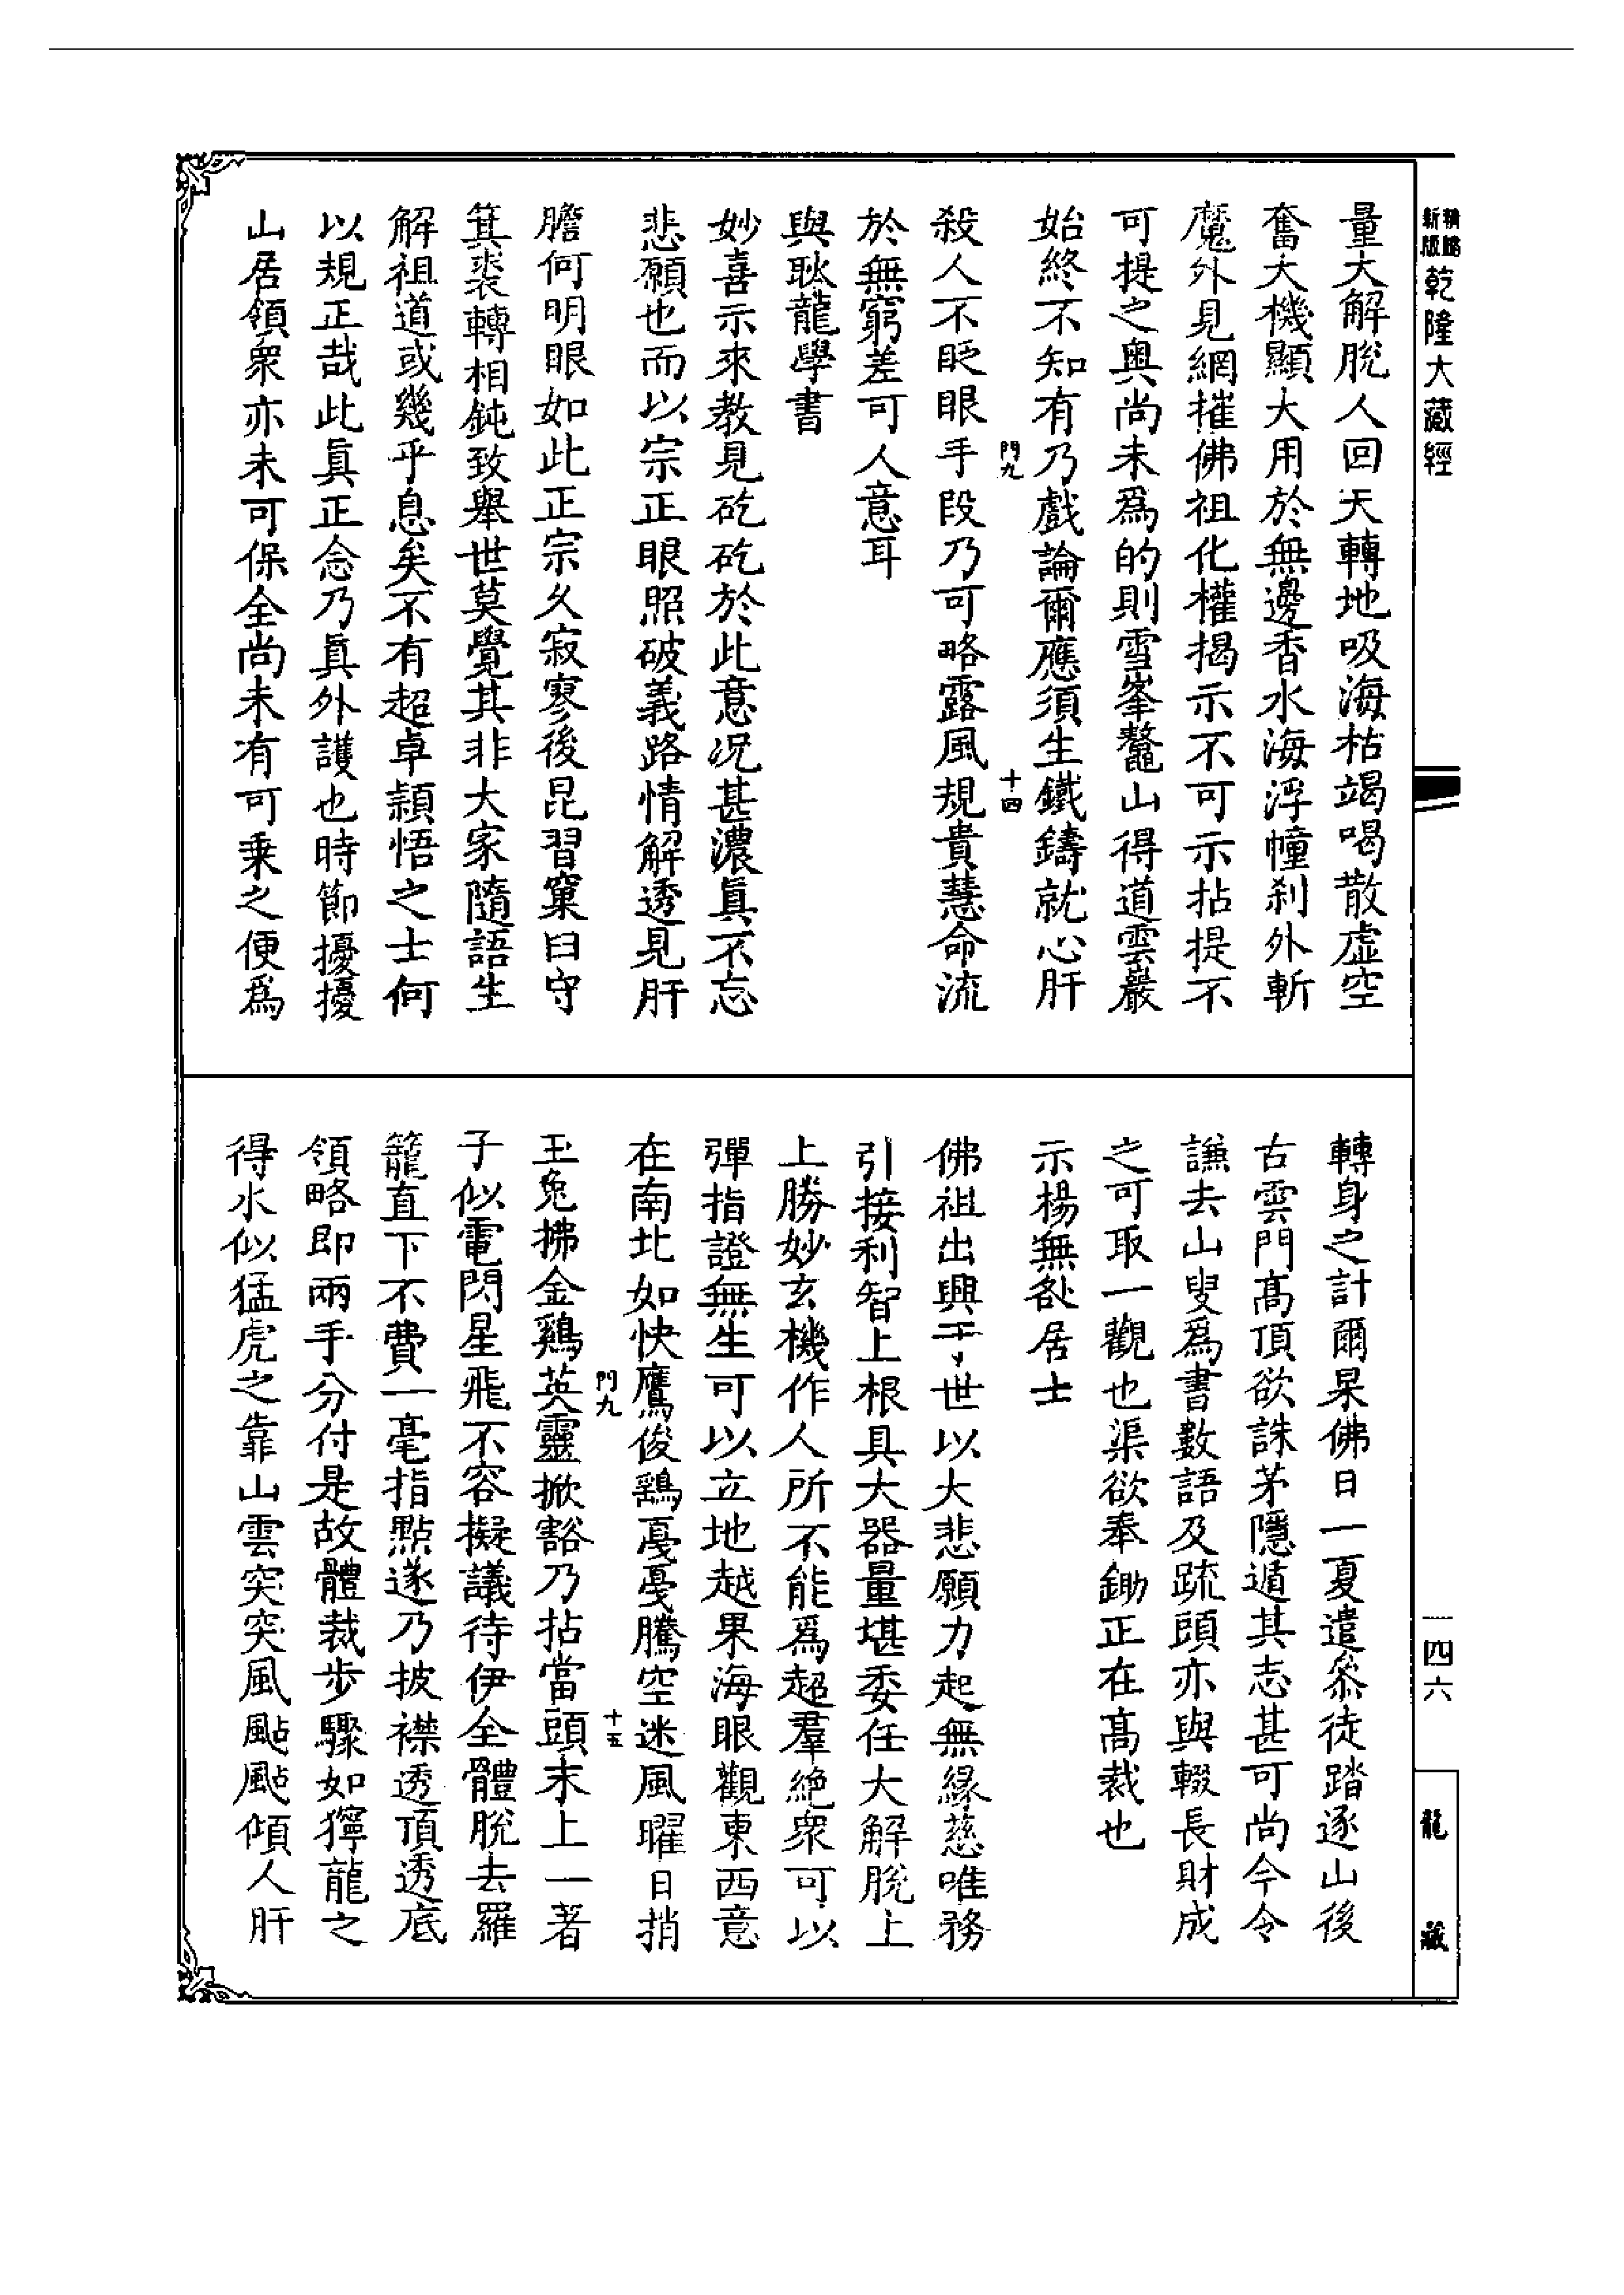 新版
精縮
乾隆大藏經
量大解脫人回天轉地吸海枯竭喝散虛空
奮大機顯大用於無邊香水海浮幢刹外斬
魔外見網摧佛祖化權揭示不可示拈提不
可提之奧尚未爲的則雪峯鼇山得道雲巖
始終不知有乃戲論爾應須生鐵鑄就心肝
門九
十四
殺人不眨眼手段乃可略露風規貴慧命流
於無窮差可人意耳
與耿龍學書
妙喜示來教見矻矻於此意况甚濃眞不忘
悲願也而以宗正眼照破義路情解透見肝
膽何明眼如此正宗久寂寥後昆習窠臼守
箕裘轉相鈍致舉世莫覺其非大家隨語生
解祖道或幾乎息矣不有超卓穎悟之士何
以規正哉此眞正念乃眞外護也時節擾擾
山居領衆亦未可保全尚未有可乗之便爲
轉身之計爾杲佛日一夏遣叅徒踏逐山後
古雲門髙頂欲誅茅隱遁其志甚可尚今令
謙去山叟爲書數語及疏頭亦與輟長財成
之可取一觀也渠欲奉鋤正在髙裁也
示楊無咎居士
佛祖出興于世以大悲願力起無緣慈唯務
引接利智上根具大器量堪委任大解脫上
上勝妙玄機作人所不能爲超羣絶衆可以
彈指證無生可以立地越果海眼觀東西意
在南北如快鷹俊鷂戞戞騰空迷風曜日捎
門九
十五
玉兔拂金鷄英靈掀豁乃拈當頭末上一著
子似電閃星飛不容擬議待伊全體脫去羅
籠直下不費一毫指點遂乃披襟透頂透底
領略即兩手分付是故體裁步驟如獰龍之
得水似猛虎之靠山雲突突風颭颭傾人肝
一四六
龍藏